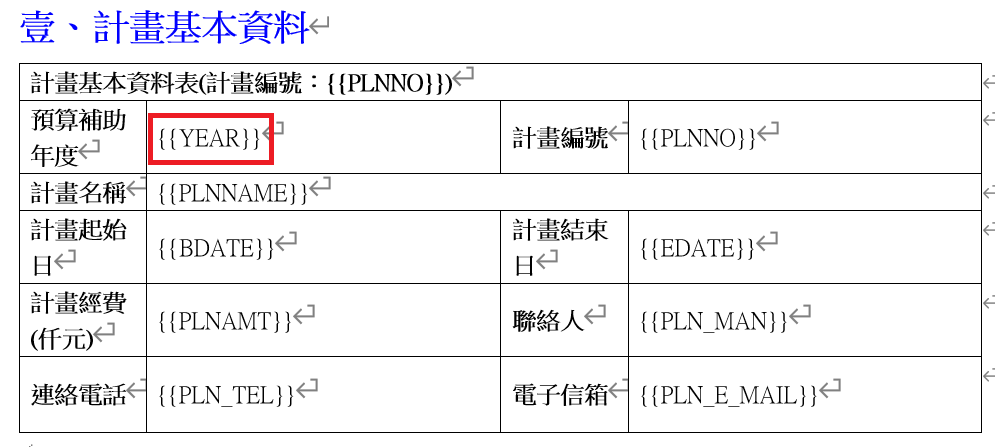 壹、計畫基本資料
計畫基本資料表(計畫編號：{{PLNNO}})
預算補助
年度
{{YEAR}}
計畫編號
{{PLNNO}}
計畫名稱
{{PLNNAME}}
計畫起始
日
{{BDATE}}
計畫結束
日
{{EDATE}}
計畫經費
(仟元)
{{PLNAMT}}
聯絡人
{{PLN_MAN}}
連絡電話
{{PLN_TEL}}
電子信箱
{{PLN_E_MAIL}}